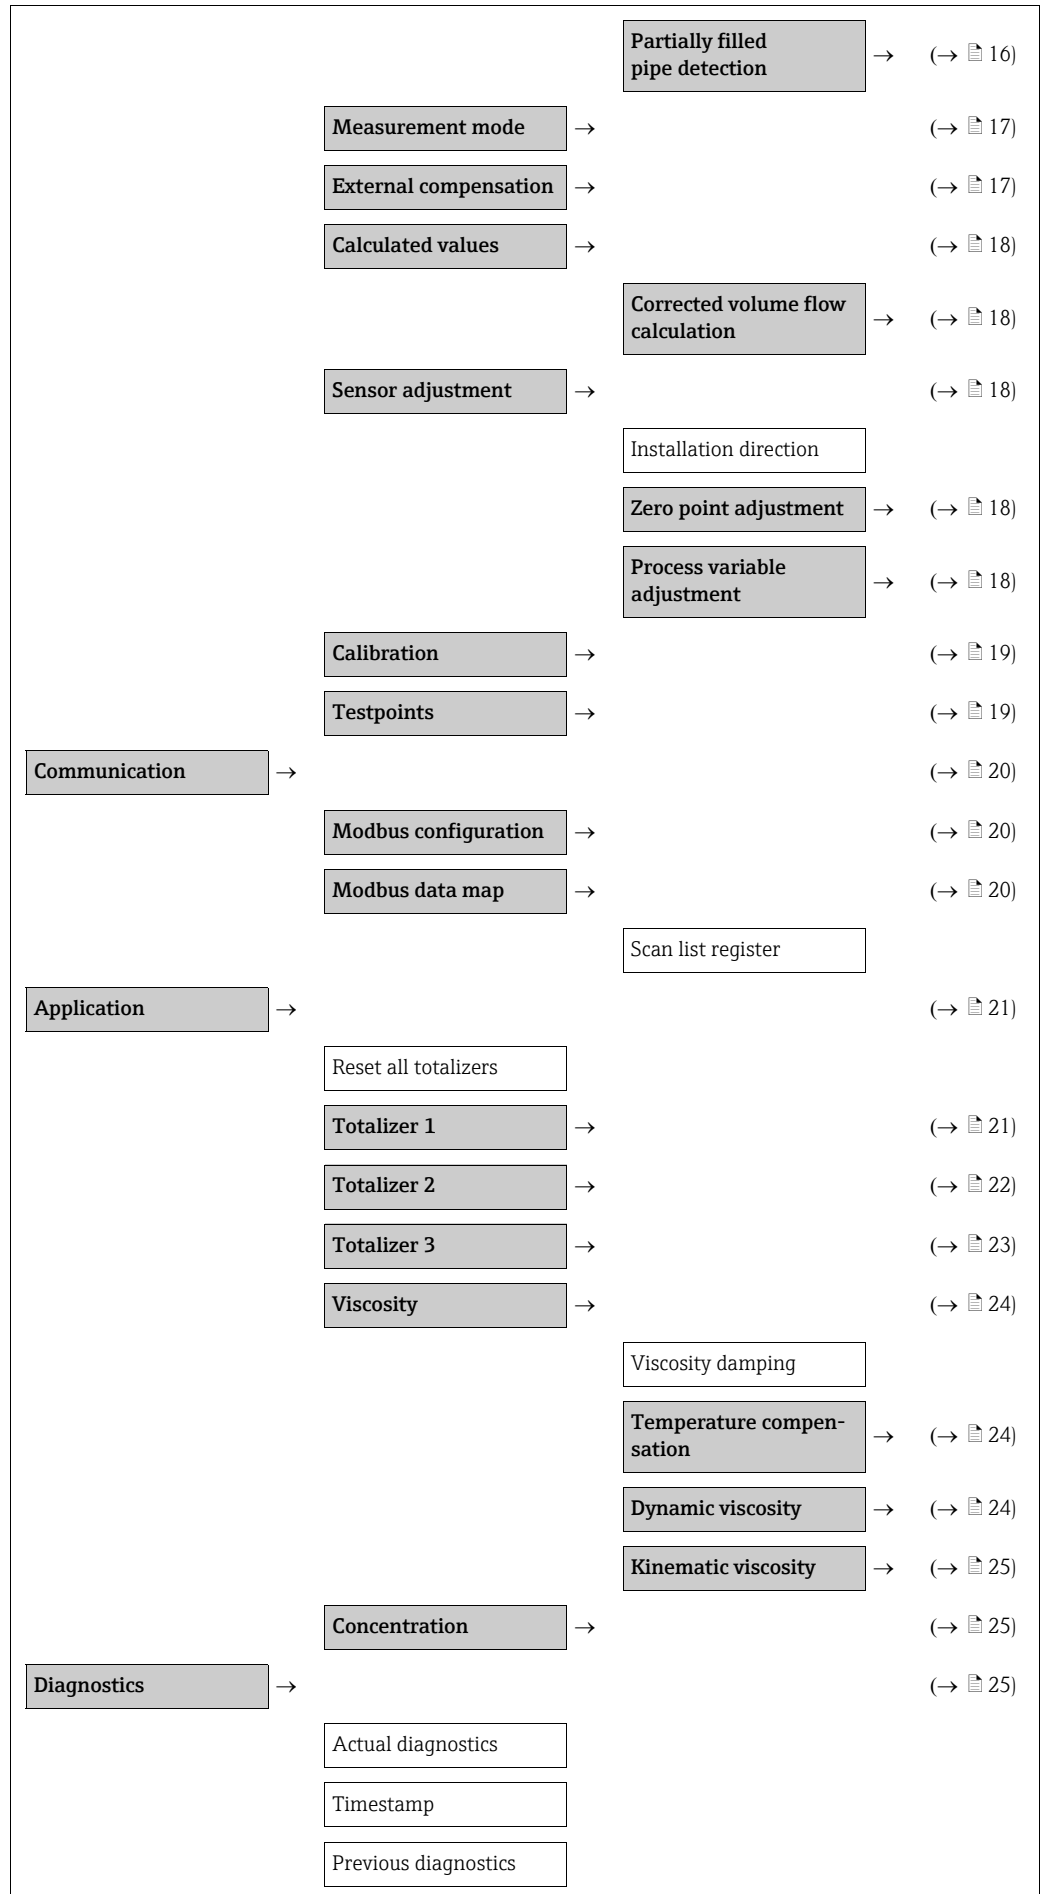 Partially filled
pipe detection → (→ 16)
Measurement mode → (→ 17)
External compensation → (→ 17)
Calculated values → (→ 18)
Corrected volume flow
calculation → (→ 18)
Sensor adjustment → (→ 18)
Installation direction
Zero point adjustment → (→ 18)
Process variable
adjustment → (→ 18)
Calibration → (→ 19)
Testpoints → (→ 19)
Communication → (→ 20)
Modbus configuration → (→ 20)
Modbus data map → (→ 20)
Scan list register
Application → (→ 21)
Reset all totalizers
Totalizer 1 → (→ 21)
Totalizer 2 → (→ 22)
Totalizer 3 → (→ 23)
Viscosity → (→ 24)
Viscosity damping
Temperature compen-
sation → (→ 24)
Dynamic viscosity → (→ 24)
Kinematic viscosity → (→ 25)
Concentration → (→ 25)
Diagnostics → (→ 25)
Actual diagnostics
Timestamp
Previous diagnostics